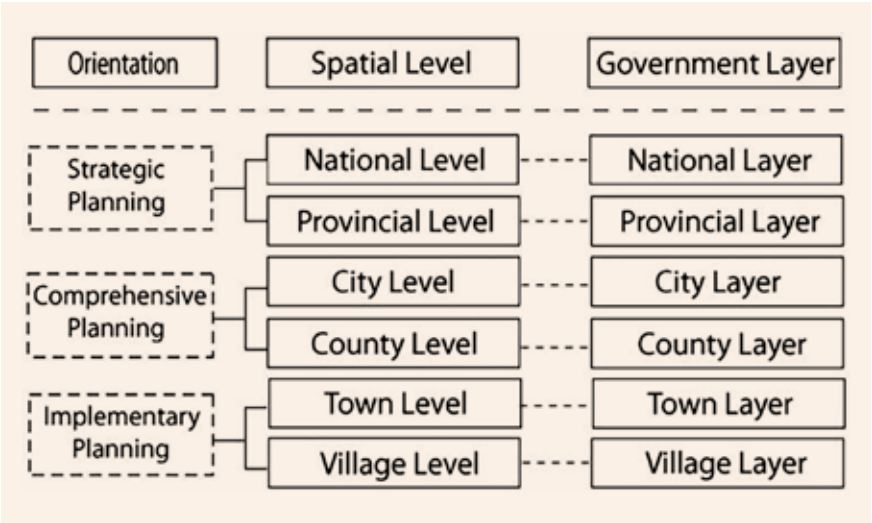 Orientation
Spatial Level
Government Layer
Strategic
Planning
National Level
National Layer
Provincial Level
Provincial Layer
Comprehensive
Planning
City Level
City Layer
County Level
County Layer
Implementary
Planning
Town Level
Town Layer
Village Level
Village Layer